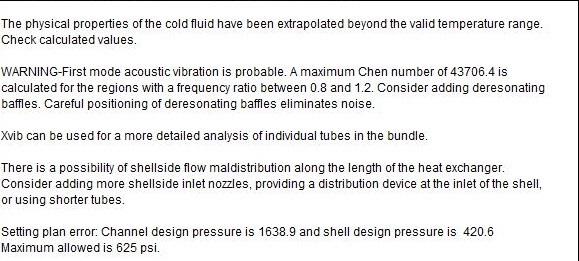 The physical properties of the cold fluid have been extrapolated beyond the valid temperature range.
Check calculated values.
WARNING-First mode acoustic vibration is probable. A maximum Chen number of 43706.4 is
calculated for the regions with a frequency ratio between 0.8 and 1.2. Consider adding deresonating
baffles. Careful positioning of deresonating baffles eliminates noise.
Xvib can be used for a more detailed analysis of individual tubes in the bundle.
There is a possibility of shellside flow maldistribution along the length of the heat exchanger.
Consider adding more shellside inlet nozzles, providing a distribution device at the inlet of the shell,
or using shorter tubes.
Setting plan error: Channel design pressure is 1638.9 and shell design pressure is 420.6
Maximum allowed is 625 psi.